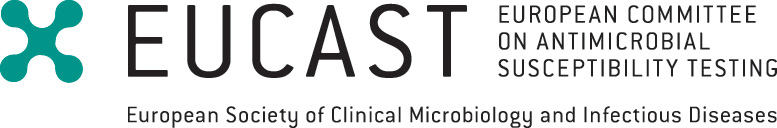 EUCAST
EUROPEAN COMMITTEE
ON ANTIMICROBIAL
SUSCEPTIBILITY TESTING
European Society of Clinical Microbiology and Infectious Diseases